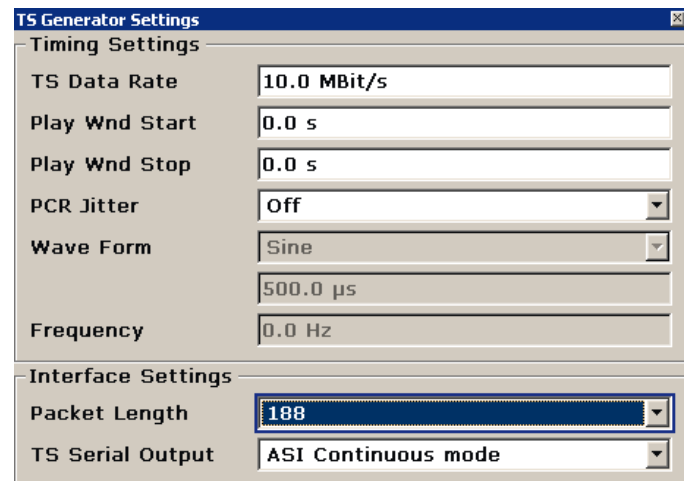 TS Generator Settings
Timing Settings
TS Data Rate 10.0 MBit/s
Play Wnd Start 0.0 s
Play Wnd Stop 0.0 s
PCR Jitter Off
Wave Form Sine
500.0 µs
Frequency 0.0 Hz
Interface Settings
Packet Length 188
TS Serial Output ASI Continuous mode